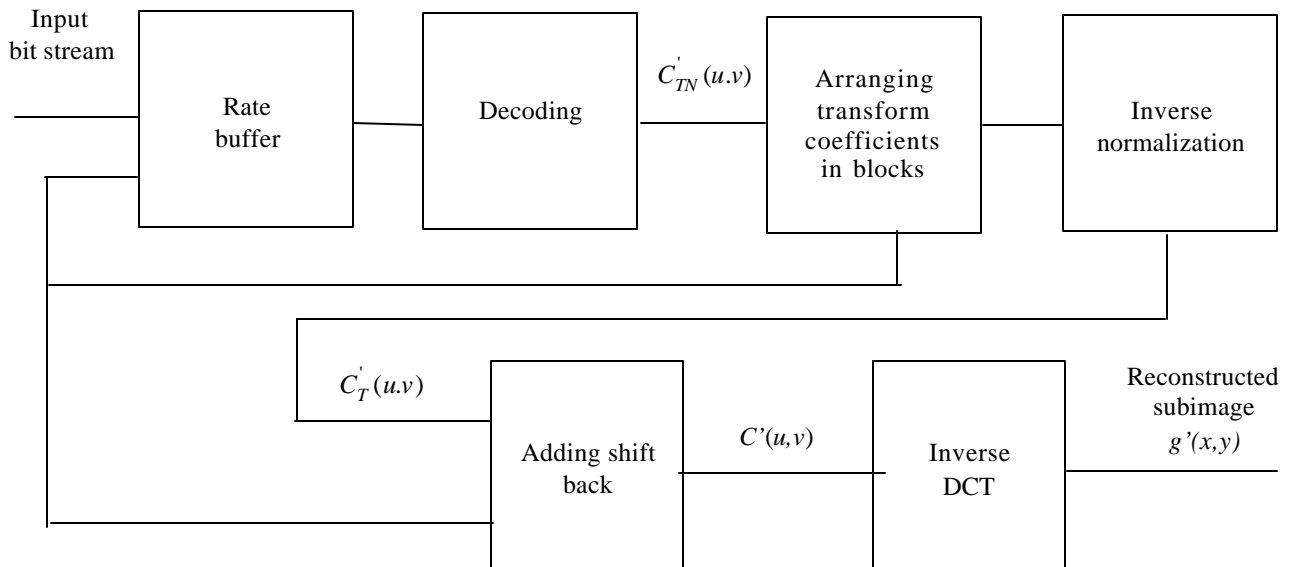 Input
bit stream
Rate
buffer
Decoding
C'TN(u.v)
Arranging
transform
coefficients
in blocks
Inverse
normalization
C'T(u.v)
Adding shift
back
C’(u,v)
Inverse
DCT
Reconstructed
subimage
g’(x,y)